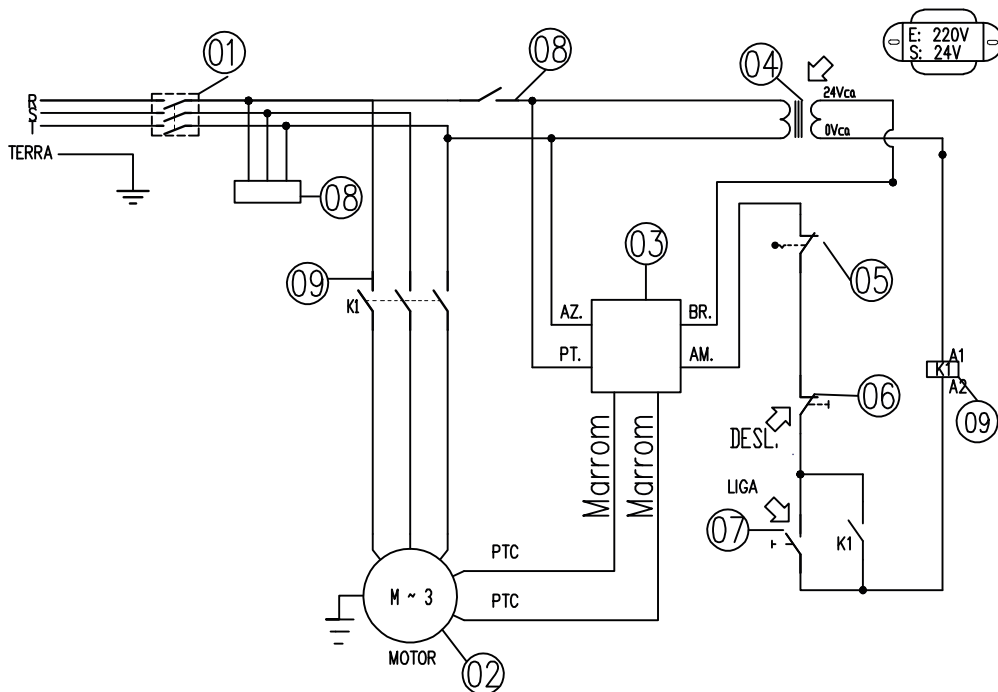 E: 220V
S: 24V
01
08
04
24Vca
0Vca
R
S
T
TERRA
08
03
09
K1
05
AZ.
BR.
PT.
AM.
A1
K1
A2
06
09
DESL.
Marrom
Marrom
LIGA
07
K1
PTC
PTC
M ~ 3
MOTOR
02